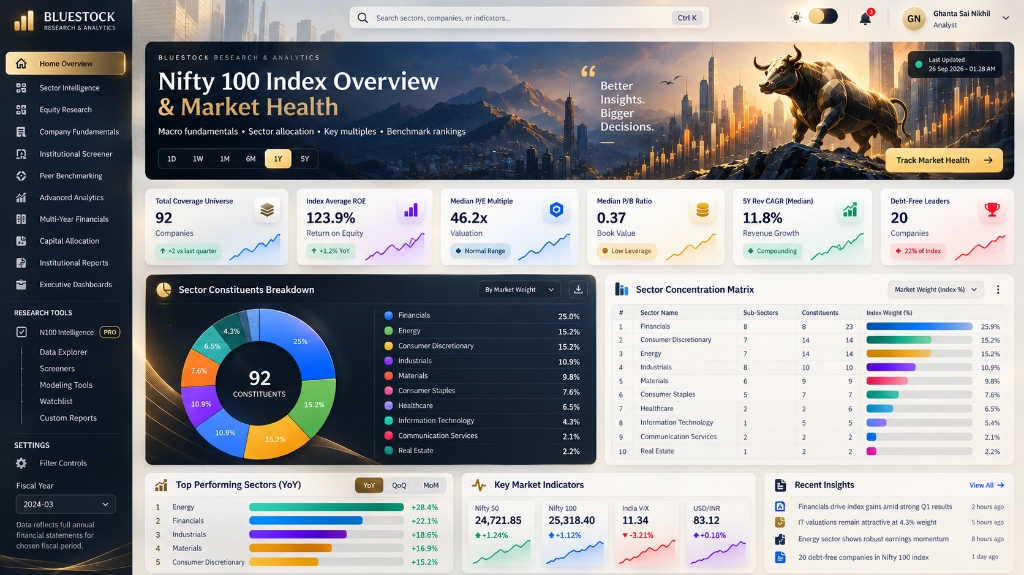 BLUESTOCK
RESEARCH & ANALYTICS
Search sectors, companies, or indicators...
Ctrl K
3
GN
Ghanta Sai Nikhil
Analyst
Home Overview
Sector Intelligence
Equity Research
Company Fundamentals
Institutional Screener
Peer Benchmarking
Advanced Analytics
Multi-Year Financials
Capital Allocation
Institutional Reports
Executive Dashboards
RESEARCH TOOLS
N100 Intelligence PRO
Data Explorer
Screeners
Modeling Tools
Watchlist
Custom Reports
SETTINGS
Filter Controls
Fiscal Year
2024-03
Data reflects full annual
financial statements for
chosen fiscal period.
BLUESTOCK RESEARCH & ANALYTICS
Nifty 100 Index Overview
& Market Health
Macro fundamentals • Sector allocation • Key multiples • Benchmark rankings
1D 1W 1M 6M 1Y 5Y
“
Better
Insights.
Bigger
Decisions.
Last Updated
26 Sep 2026 • 01:28 AM
Track Market Health →
Total Coverage Universe
92
Companies
+2 vs last quarter
Index Average ROE
123.9%
Return on Equity
+1.2% YoY
Median P/E Multiple
46.2x
Valuation
Normal Range
Median P/B Ratio
0.37
Book Value
Low Leverage
5Y Rev CAGR (Median)
11.8%
Revenue Growth
Compounding
Debt-Free Leaders
20
Companies
22% of Index
Sector Constituents Breakdown
By Market Weight
25%
15.2%
15.2%
10.9%
10.9%
7.6%
6.5%
4.3%
92
CONSTITUENTS
Financials 25.0%
Energy 15.2%
Consumer Discretionary 15.2%
Industrials 10.9%
Materials 9.8%
Consumer Staples 7.6%
Healthcare 6.5%
Information Technology 4.3%
Communication Services 2.1%
Real Estate 2.2%
Sector Concentration Matrix
Market Weight (Index %)
# Sector Name Sub-Sectors Constituents Index Weight (%)
1 Financials 8 8 23 25.9%
2 Consumer Discretionary 7 14 14 15.2%
3 Energy 7 14 14 15.2%
4 Industrials 8 10 10 10.9%
5 Materials 6 9 9 9.8%
6 Consumer Staples 5 7 7 7.6%
7 Healthcare 2 2 6 6.5%
8 Information Technology 1 5 5 5.4%
9 Communication Services 2 2 2 2.1%
10 Real Estate 1 2 2 2.2%
Top Performing Sectors (YoY)
YoY QoQ MoM
1 Energy +28.4%
2 Financials +22.1%
3 Industrials +18.6%
4 Materials +16.9%
5 Consumer Discretionary +15.2%
Key Market Indicators
Nifty 50
24,721.85
+1.24%
Nifty 100
25,318.40
+1.12%
India VIX
11.34
-3.21%
USD/INR
83.12
+0.18%
Recent Insights
View All →
Financials drive index gains amid strong Q1 results 2 hours ago
IT valuations remain attractive at 4.3% weight 5 hours ago
Energy sector shows robust earnings momentum 8 hours ago
20 debt-free companies in Nifty 100 index 1 day ago